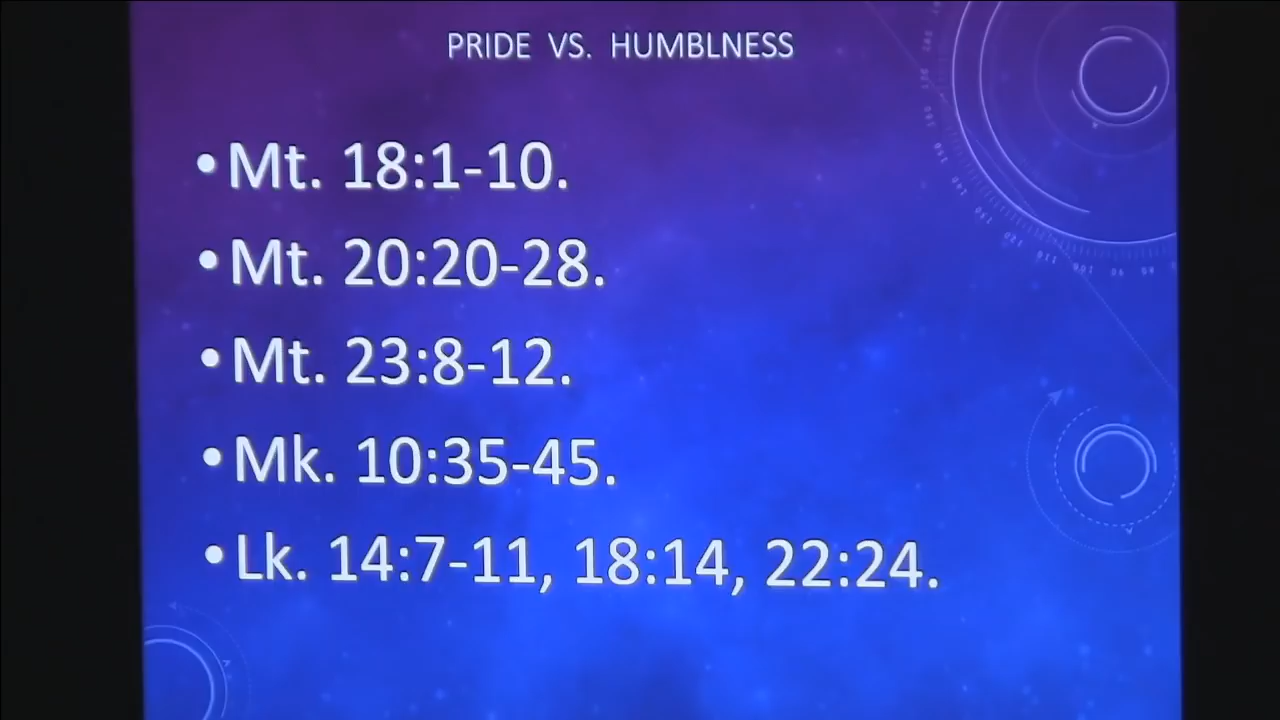 PRIDE VS. HUMBLNESS
• Mt. 18:1-10.
• Mt. 20:20-28.
• Mt. 23:8-12.
• Mk. 10:35-45.
• Lk. 14:7-11, 18:14, 22:24.